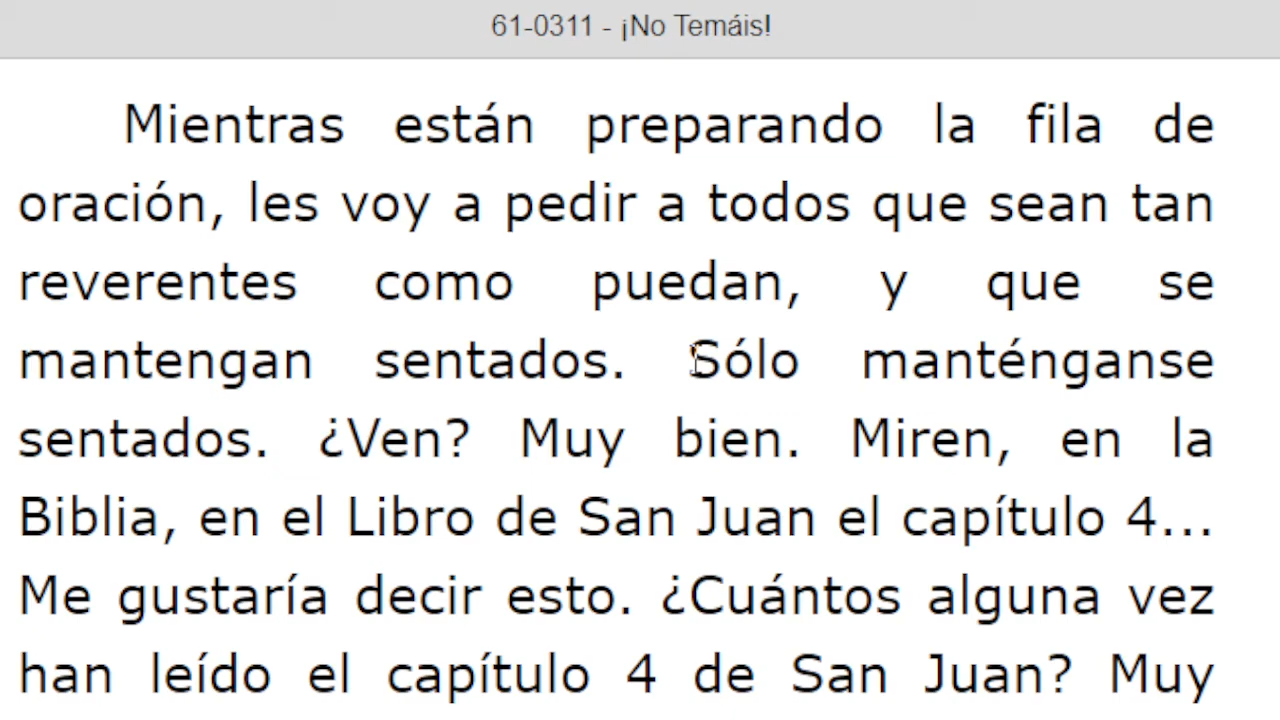 61-0311 - ¡No Temáis!
Mientras están preparando la fila de
oración, les voy a pedir a todos que sean tan
reverentes como puedan, y que se
mantengan sentados. Sólo manténganse
sentados. ¿Ven? Muy bien. Miren, en la
Biblia, en el Libro de San Juan el capítulo 4...
Me gustaría decir esto. ¿Cuántos alguna vez
han leído el capítulo 4 de San Juan? Muy